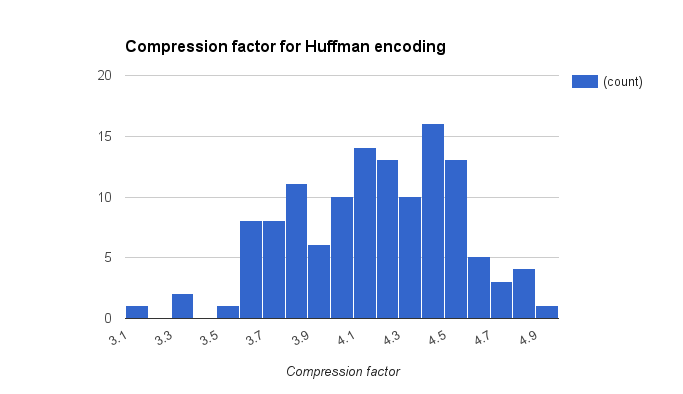 Compression factor for Huffman encoding
(count)
20
15
10
5
0
3.1 3.3 3.5 3.7 3.9 4.1 4.3 4.5 4.7 4.9
Compression factor